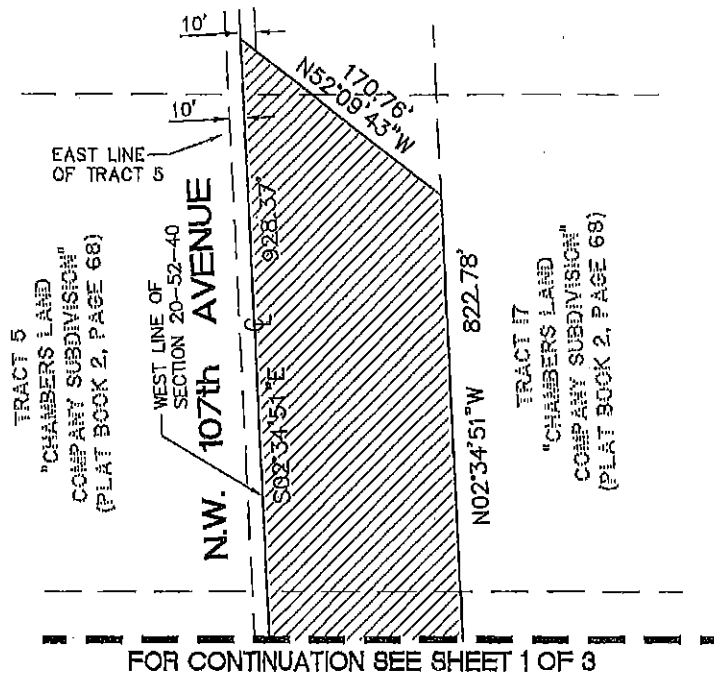 10'
170.76'
N52°09'43"W
10'
EAST LINE
OF TRACT 5
N.W. 107th AVENUE
928.37'
S02°34'51"E
WEST LINE OF
SECTION 20-52-40
TRACT 5
"CHAMBERS LAND
COMPANY SUBDIVISION"
(PLAT BOOK 2, PAGE 68)
N02°34'51"W 822.78'
TRACT 17
"CHAMBERS LAND
COMPANY SUBDIVISION"
(PLAT BOOK 2, PAGE 68)
FOR CONTINUATION SEE SHEET 1 OF 3